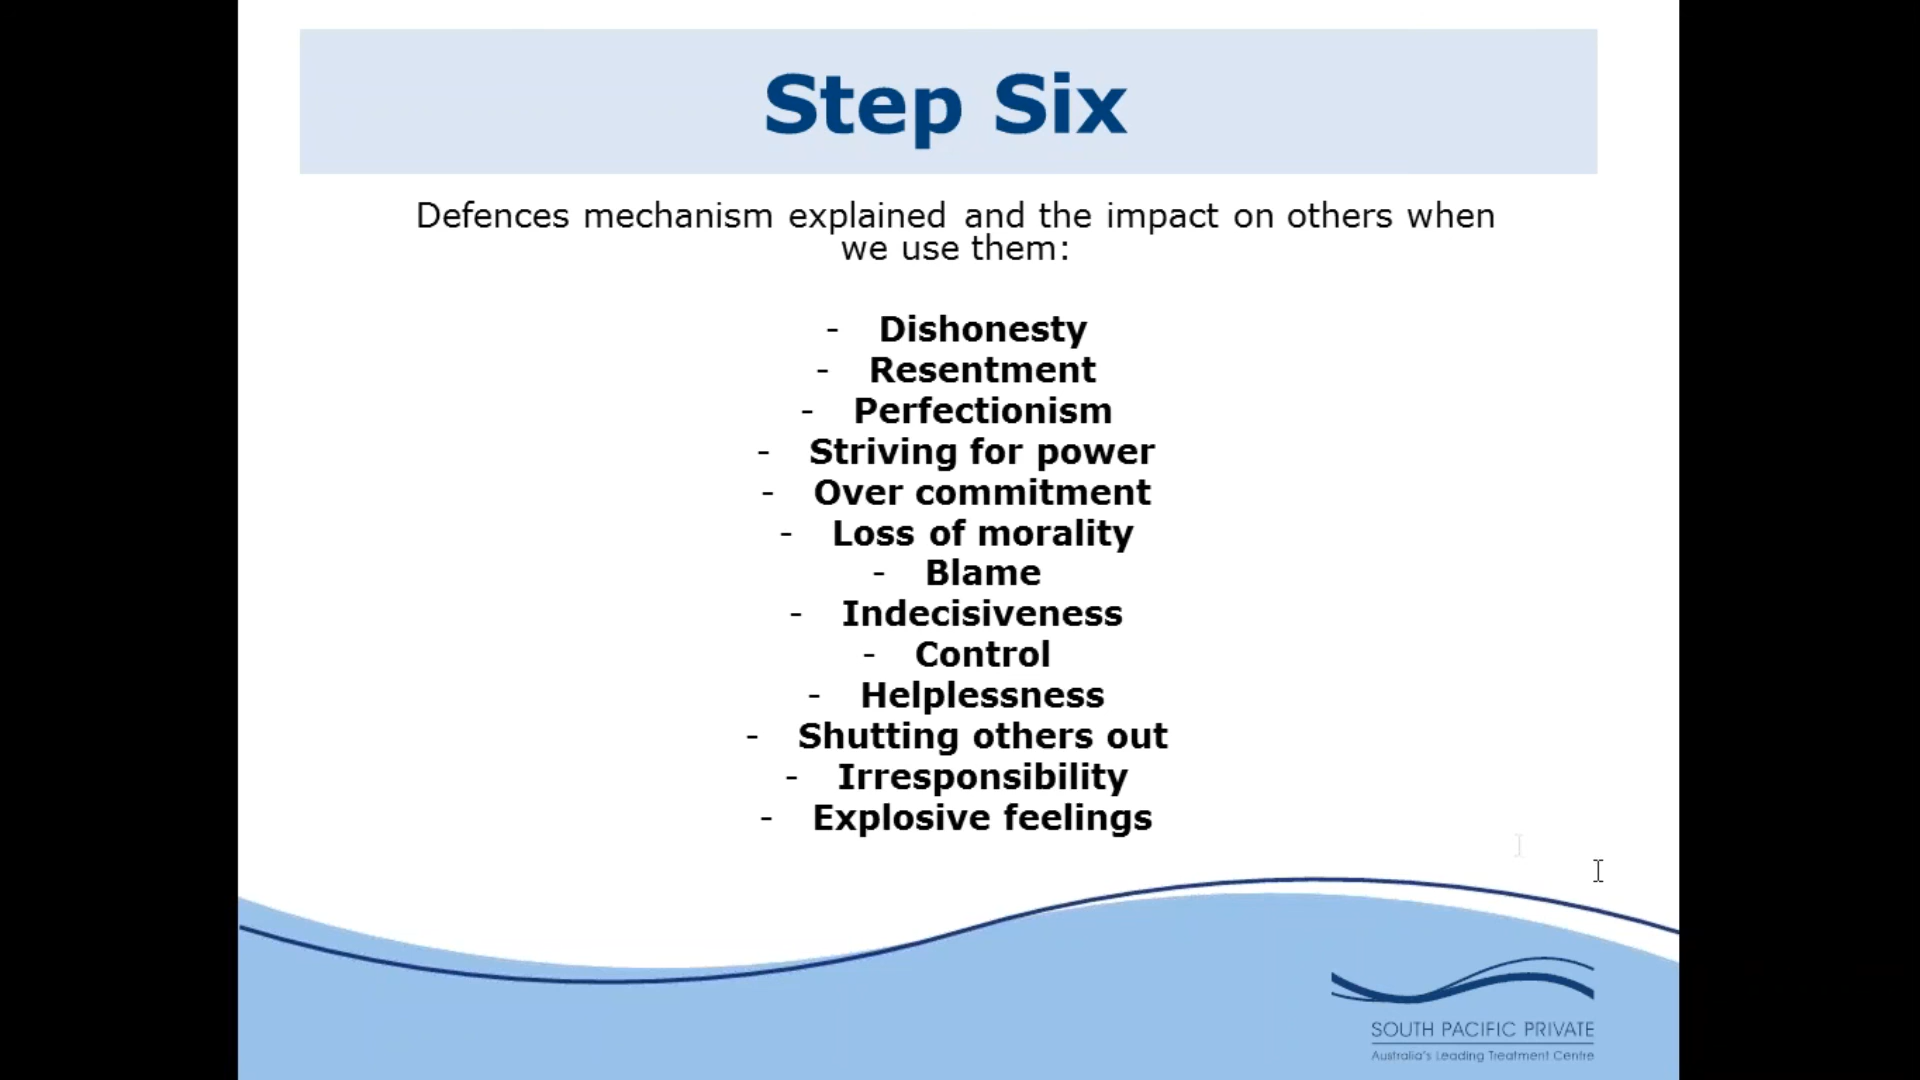 Step Six
Defences mechanism explained and the impact on others when
we use them:
- Dishonesty
- Resentment
- Perfectionism
- Striving for power
- Over commitment
- Loss of morality
- Blame
- Indecisiveness
- Control
- Helplessness
- Shutting others out
- Irresponsibility
- Explosive feelings
SOUTH PACIFIC PRIVATE
Australia's Leading Treatment Centre